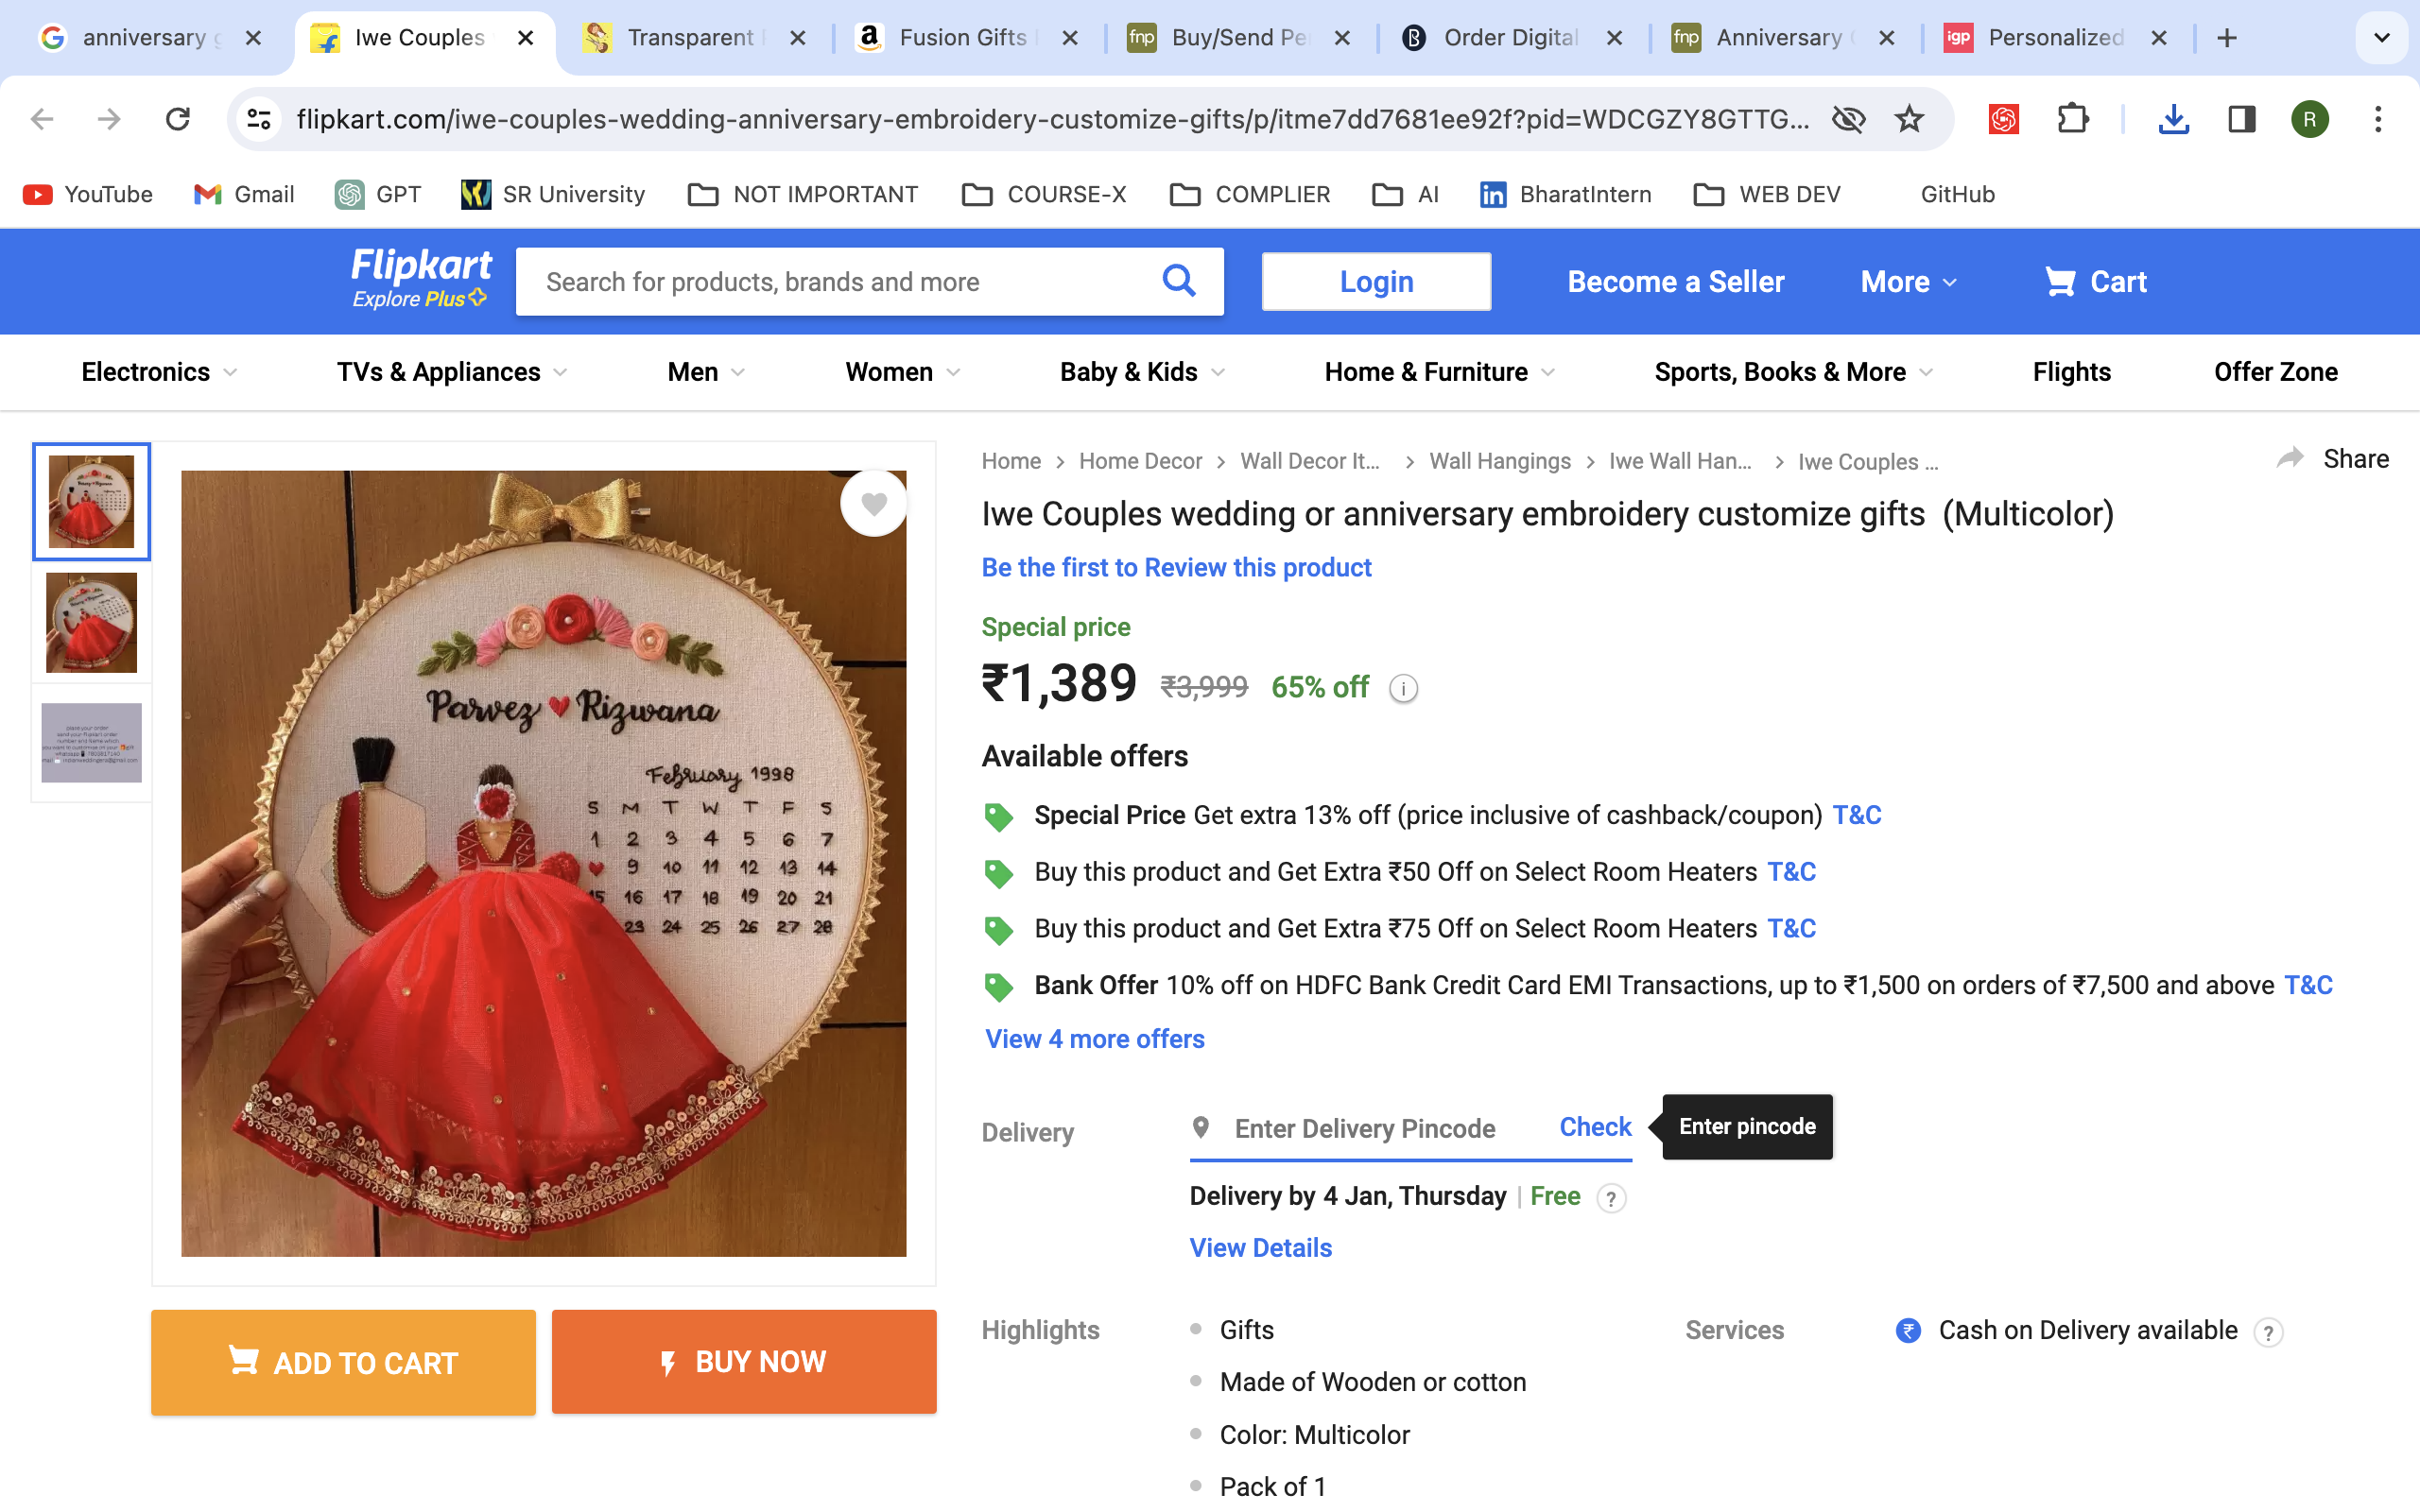 anniversary g
Iwe Couples
Transparent
Fusion Gifts
fnp
Buy/Send Pe
Order Digital
fnp
Anniversary
igp
Personalized
flipkart.com/iwe-couples-wedding-anniversary-embroidery-customize-gifts/p/itme7dd7681ee92f?pid=WDCGZY8GTTG...
R
YouTube
Gmail
GPT
SR University
NOT IMPORTANT
COURSE-X
COMPLIER
AI
BharatIntern
WEB DEV
GitHub
Flipkart
Explore Plus
Search for products, brands and more
Login
Become a Seller
More
Cart
Electronics
TVs & Appliances
Men
Women
Baby & Kids
Home & Furniture
Sports, Books & More
Flights
Offer Zone
Home
Home Decor
Wall Decor It...
Wall Hangings
Iwe Wall Han...
Iwe Couples ...
Share
Iwe Couples wedding or anniversary embroidery customize gifts (Multicolor)
Be the first to Review this product
Special price
₹1,389 ₹3,999 65% off
Available offers
Special Price Get extra 13% off (price inclusive of cashback/coupon) T&C
Buy this product and Get Extra ₹50 Off on Select Room Heaters T&C
Buy this product and Get Extra ₹75 Off on Select Room Heaters T&C
Bank Offer 10% off on HDFC Bank Credit Card EMI Transactions, up to ₹1,500 on orders of ₹7,500 and above T&C
View 4 more offers
Parvez Rizwana
February 1998
S M T W T F S
1 2 3 4 5 6 7
9 10 11 12 13 14
15 16 17 18 19 20 21
23 24 25 26 27 28
Delivery
Enter Delivery Pincode
Check
Enter pincode
Delivery by 4 Jan, Thursday | Free ?
View Details
ADD TO CART
BUY NOW
Highlights
Gifts
Made of Wooden or cotton
Color: Multicolor
Pack of 1
Services
Cash on Delivery available ?